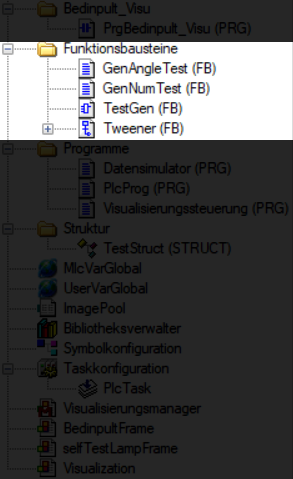 Bedinpult_Visu
PrgBedinpult_Visu (PRG)
Funktionsbausteine
GenAngleTest (FB)
GenNumTest (FB)
TestGen (FB)
Tweener (FB)
Programme
Datensimulator (PRG)
PlcProg (PRG)
Visualisierungssteuerung (PRG)
Struktur
TestStruct (STRUCT)
MlcVarGlobal
UserVarGlobal
ImagePool
Bibliotheksverwalter
Symbolkonfiguration
Taskkonfiguration
PlcTask
Visualisierungsmanager
BedinpultFrame
selfTestLampFrame
Visualization